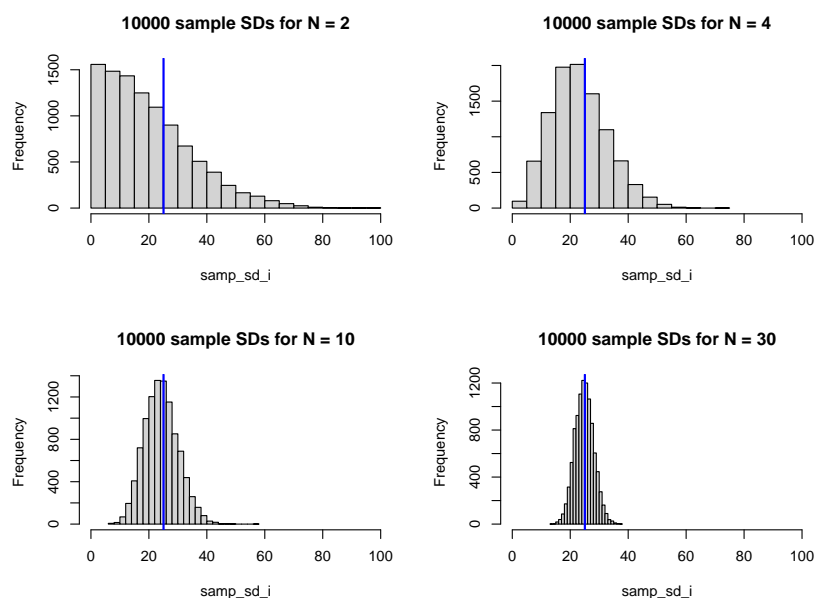 10000 sample SDs for N = 2
Frequency
0 500 1000 1500
0 20 40 60 80 100
samp_sd_i
10000 sample SDs for N = 4
Frequency
0 500 1500
0 20 40 60 80 100
samp_sd_i
10000 sample SDs for N = 10
Frequency
0 400 800 1200
0 20 40 60 80 100
samp_sd_i
10000 sample SDs for N = 30
Frequency
0 400 800 1200
0 20 40 60 80 100
samp_sd_i